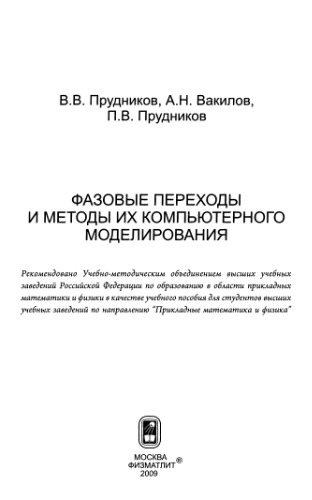 В.В. Прудников, А.Н. Вакилов,
П.В. Прудников
ФАЗОВЫЕ ПЕРЕХОДЫ
И МЕТОДЫ ИХ КОМПЬЮТЕРНОГО
МОДЕЛИРОВАНИЯ
Рекомендовано Учебно-методическим объединением высших учебных
заведений Российской Федерации по образованию в области прикладных
математики и физики в качестве учебного пособия для студентов высших
учебных заведений по направлению "Прикладные математика и физика"
МОСКВА
ФИЗМАТЛИТ®
2009